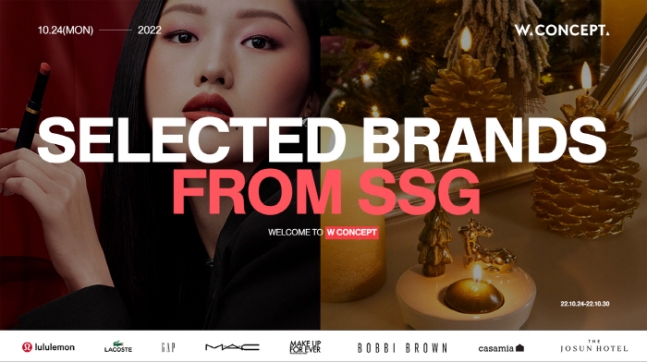 10.24(MON)
2022
W.CONCEPT.
SELECTED BRANDS
FROM SSG
WELCOME TO W CONCEPT
22.10.24-22.10.30
lululemon
LACOSTE
GAP
MAC
MAKE UP
FOR EVER
BOBBI BROWN
casamia
THE
JOSUN HOTEL